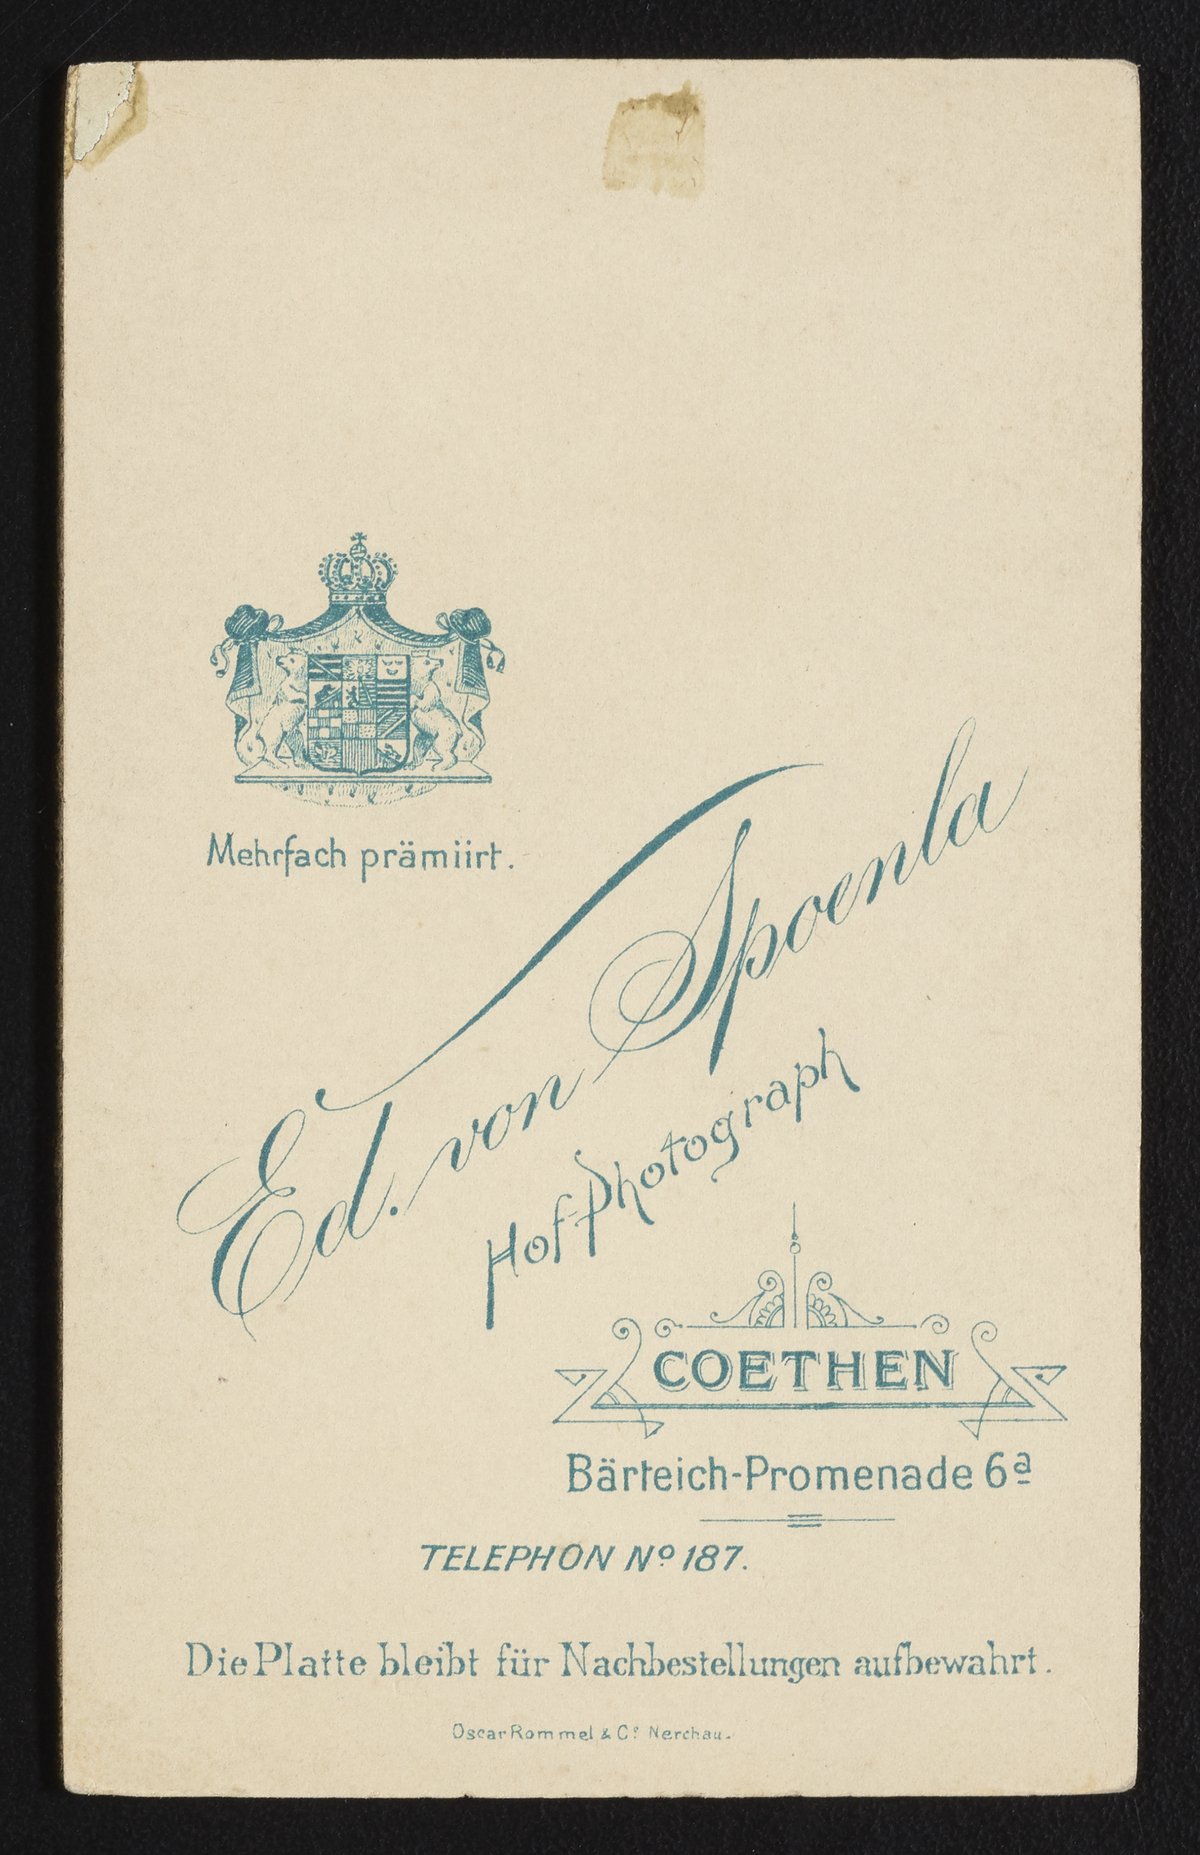 Mehrfach prämiirt.
Ed. von Spoenla
Hof-Photograph
COETHEN
Bärteich-Promenade 6a
TELEPHON No 187.
Die Platte bleibt für Nachbestellungen aufbewahrt.
Oscar Rommel & Co Nerchau.